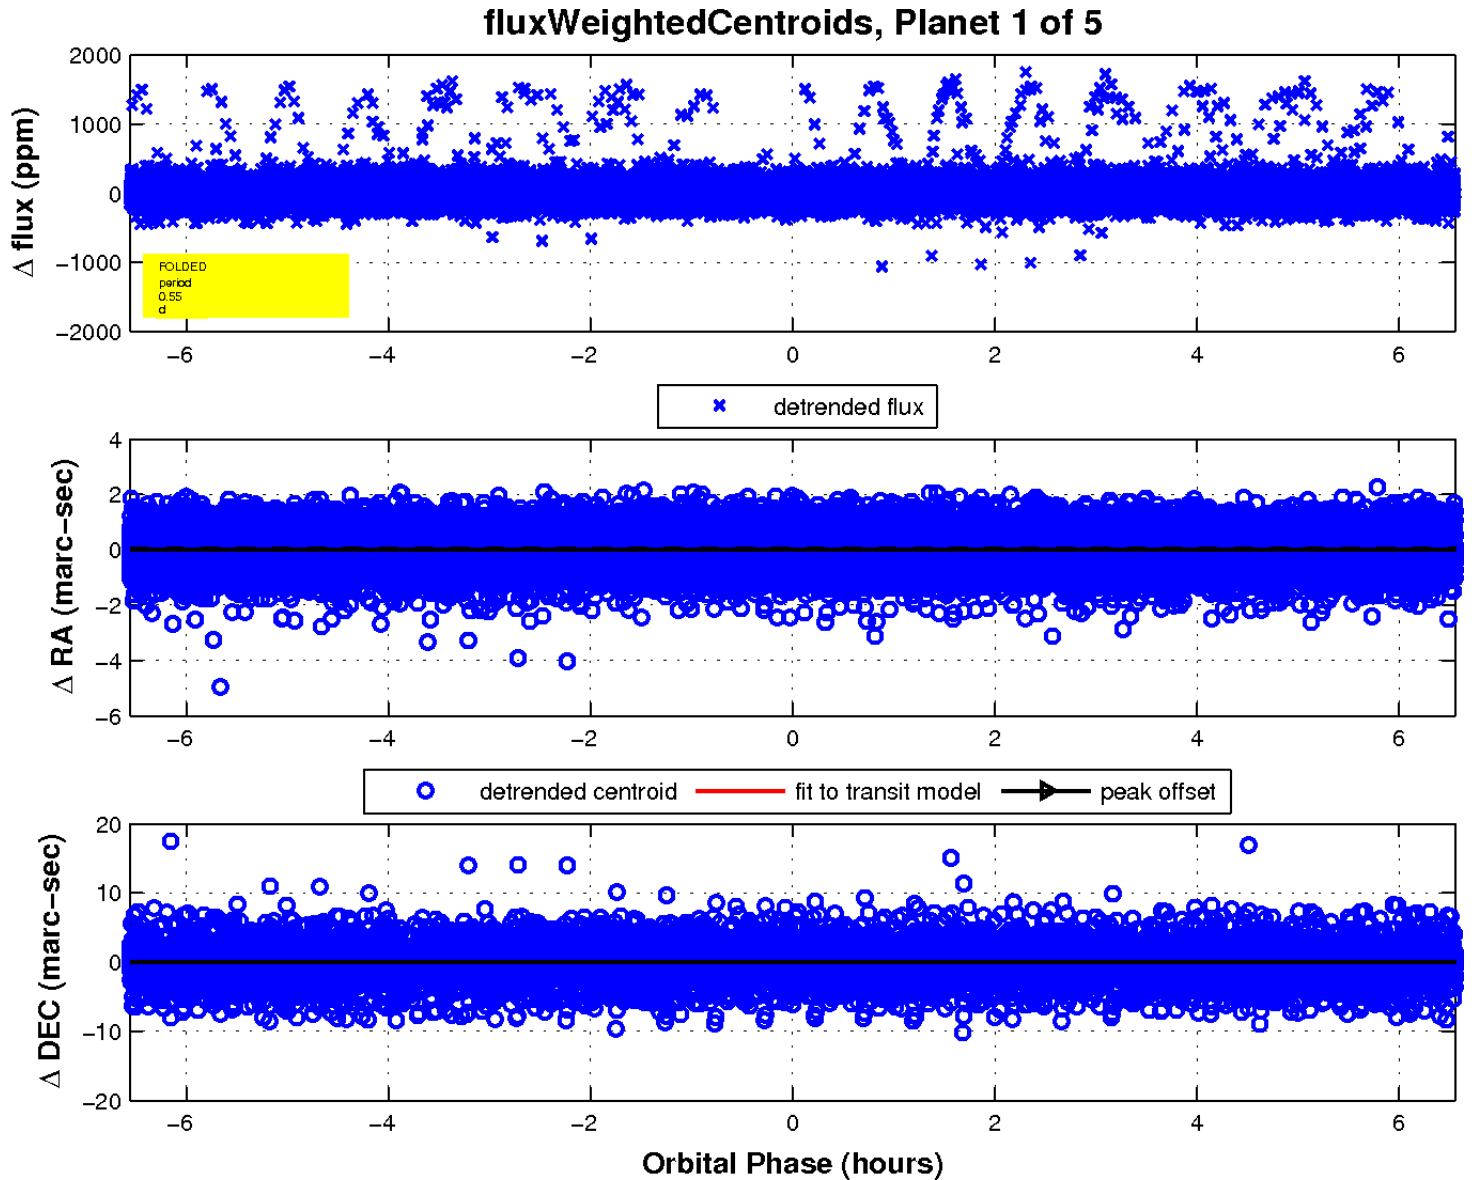 fluxWeightedCentroids, Planet 1 of 5
Δ flux (ppm)
2000
1000
0
−1000
−2000
FOLDED
period
0.55
d
−6 −4 −2 0 2 4 6
detrended flux
Δ RA (marc−sec)
4
2
0
−2
−4
−6
−6 −4 −2 0 2 4 6
detrended centroid fit to transit model peak offset
Δ DEC (marc−sec)
20
10
0
−10
−20
−6 −4 −2 0 2 4 6
Orbital Phase (hours)